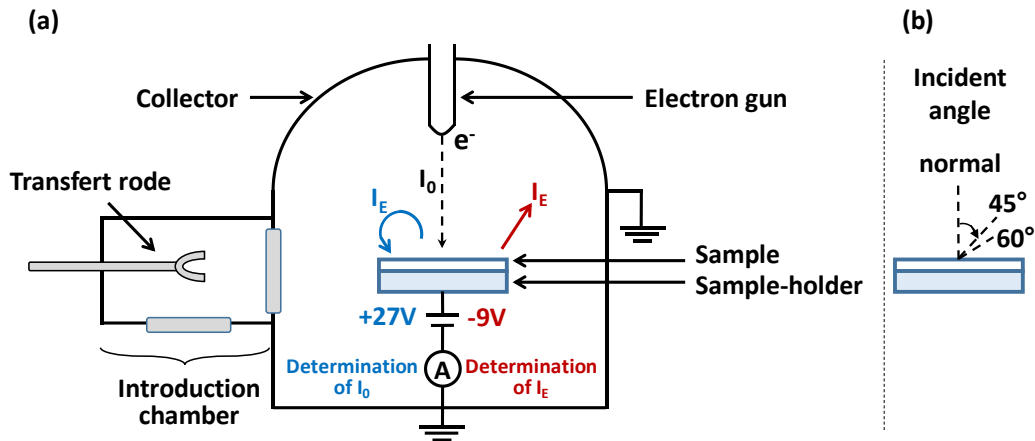 (a)
(b)
Collector
Electron gun
e-
Incident
angle
Transfert rode
I0
IE
IE
normal
45°
60°
Sample
Sample-holder
+27V
-9V
Determination
of I0
A
Determination
of IE
Introduction
chamber